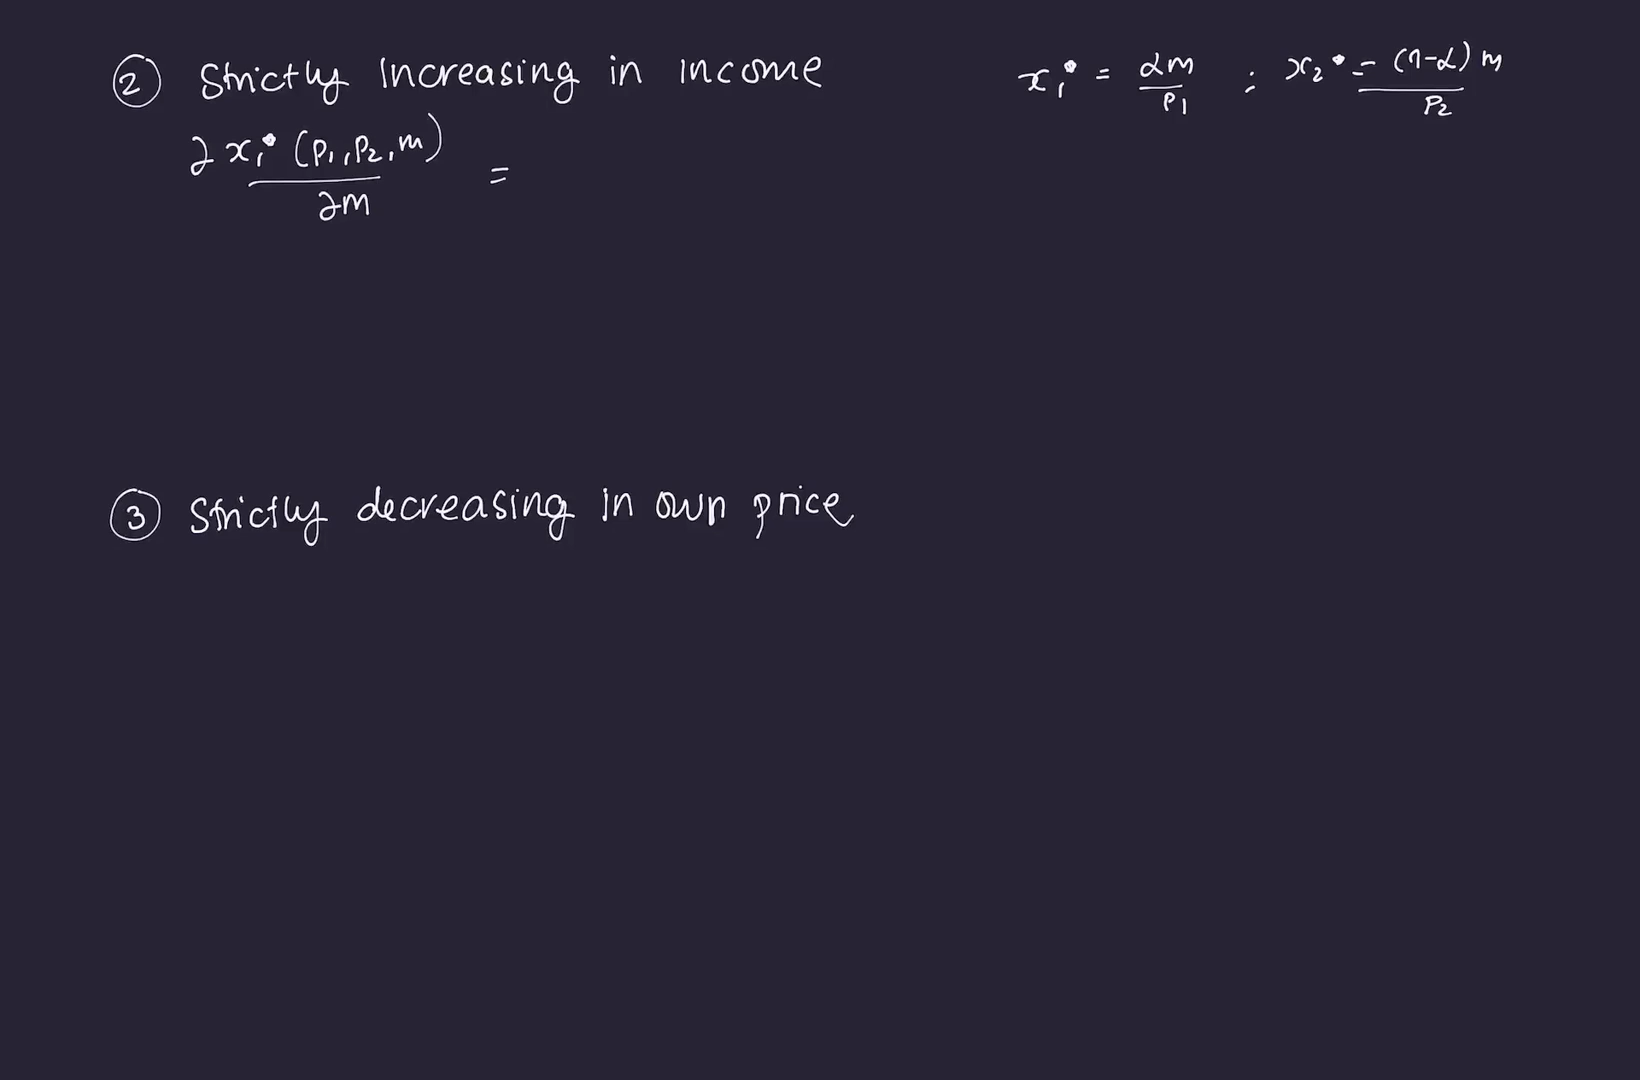 ② Strictly Increasing in income
x₁* = αm/p₁ ; x₂* = (1-α)m/p₂
∂x₁*(p₁,p₂,m)/∂m =
③ Strictly decreasing in own price